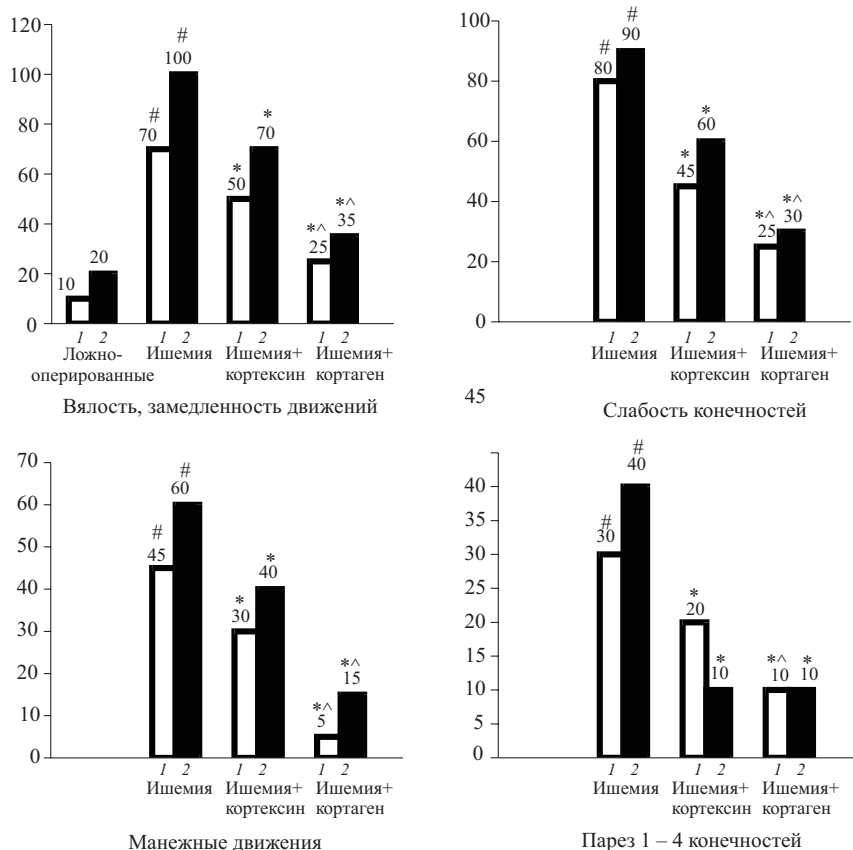 120
100
80
60
40
20
0
#
100
#
70
*
70
*
50
*^
35
*^
25
20
10
1 2 1 2 1 2 1 2
Ложно-
оперированные
Ишемия
Ишемия+
кортексин
Ишемия+
кортаген
Вялость, замедленность движений
100
80
60
40
20
0
#
90
#
80
*
60
*
45
*^
30
*^
25
1 2 1 2 1 2
Ишемия
Ишемия+
кортексин
Ишемия+
кортаген
Слабость конечностей
70
60
50
40
30
20
10
0
#
60
#
45
*
40
*
30
*^
15
*^
5
1 2 1 2 1 2
Ишемия
Ишемия+
кортексин
Ишемия+
кортаген
Манежные движения
45
40
35
30
25
20
15
10
5
0
#
40
#
30
*
20
*
10
*^
10
*
10
1 2 1 2 1 2
Ишемия
Ишемия+
кортексин
Ишемия+
кортаген
Парез 1 – 4 конечностей